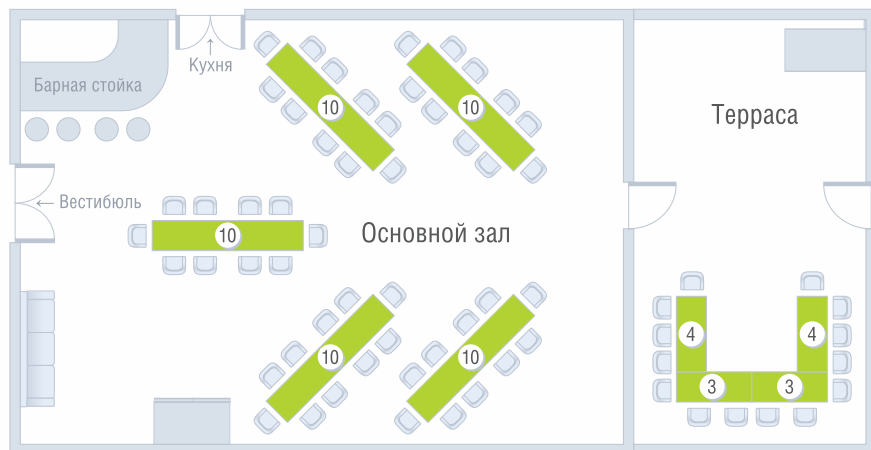 ← Кухня
Барная стойка
10
10
Терраса
← Вестибюль
10
Основной зал
4
4
10
10
3
3